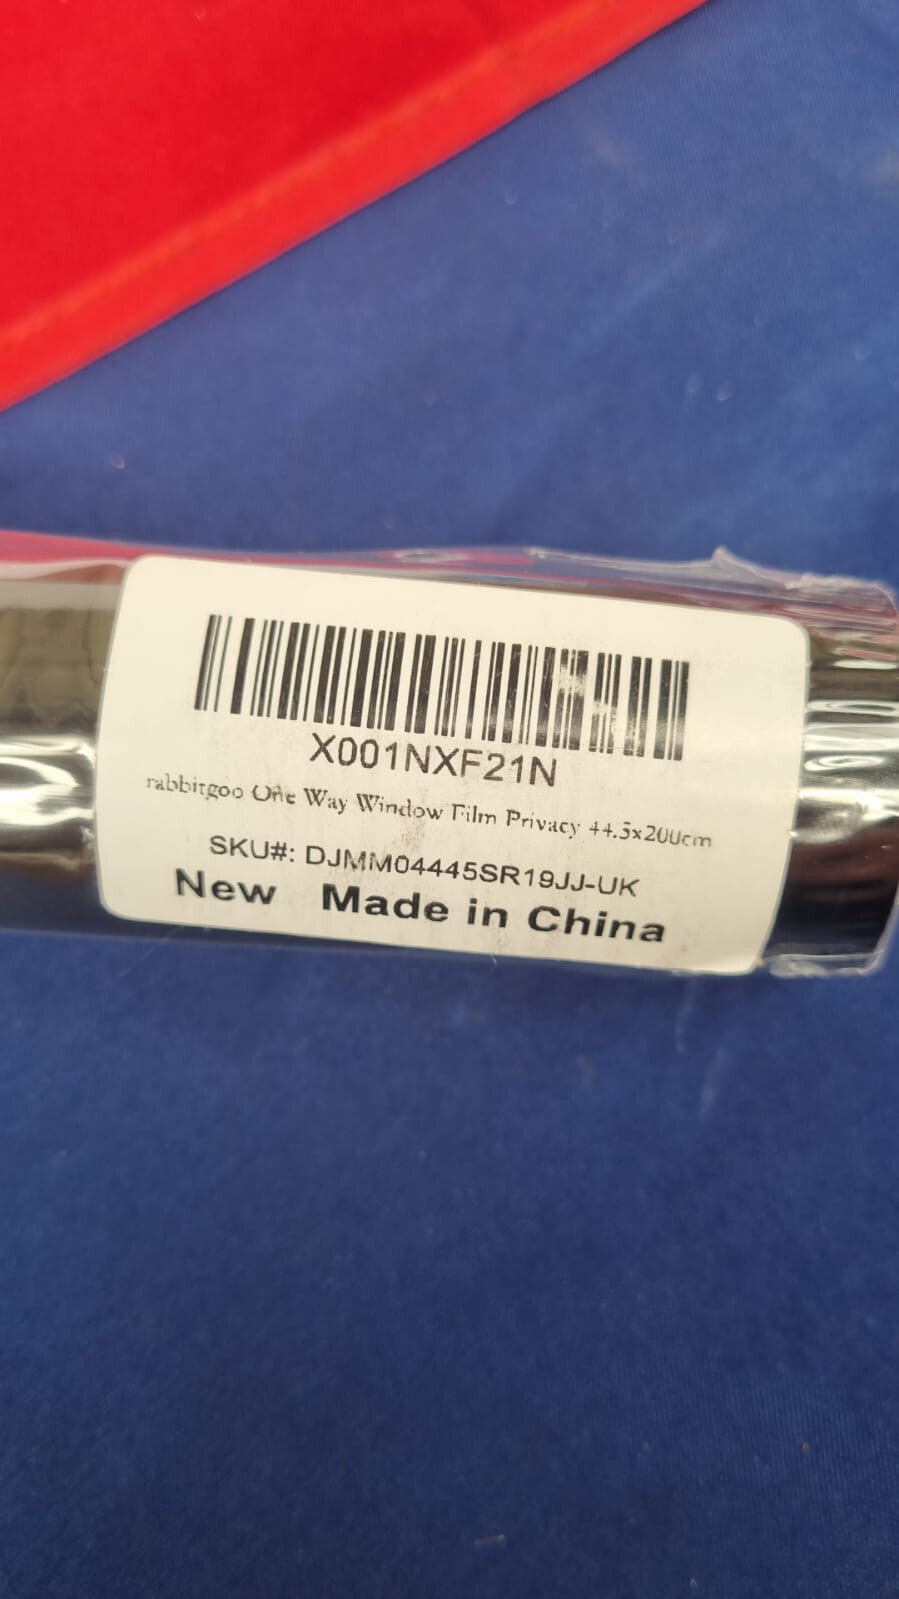 X001NXF21N
rabbitgoo One Way Window Film Privacy 44.5x200cm
SKU#: DJMM04445SR19JJ-UK
New Made in China